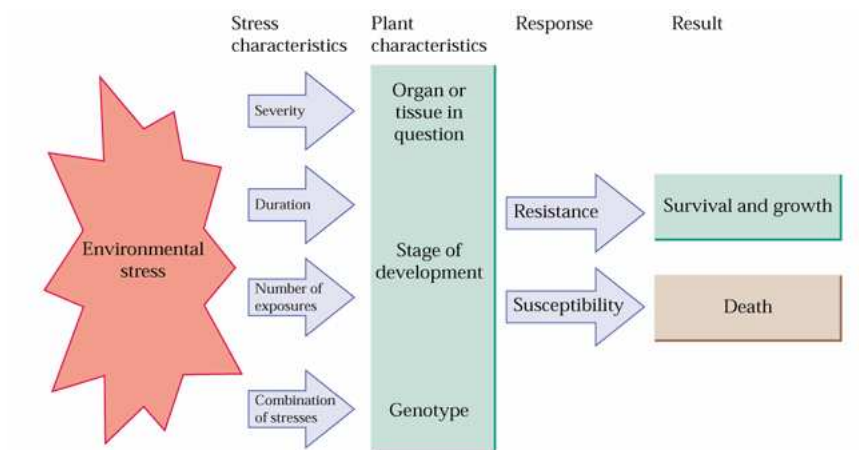 Stress
characteristics
Plant
characteristics
Response
Result
Environmental
stress
Severity
Duration
Number of
exposures
Combination
of stresses
Organ or
tissue in
question
Stage of
development
Genotype
Resistance
Susceptibility
Survival and growth
Death